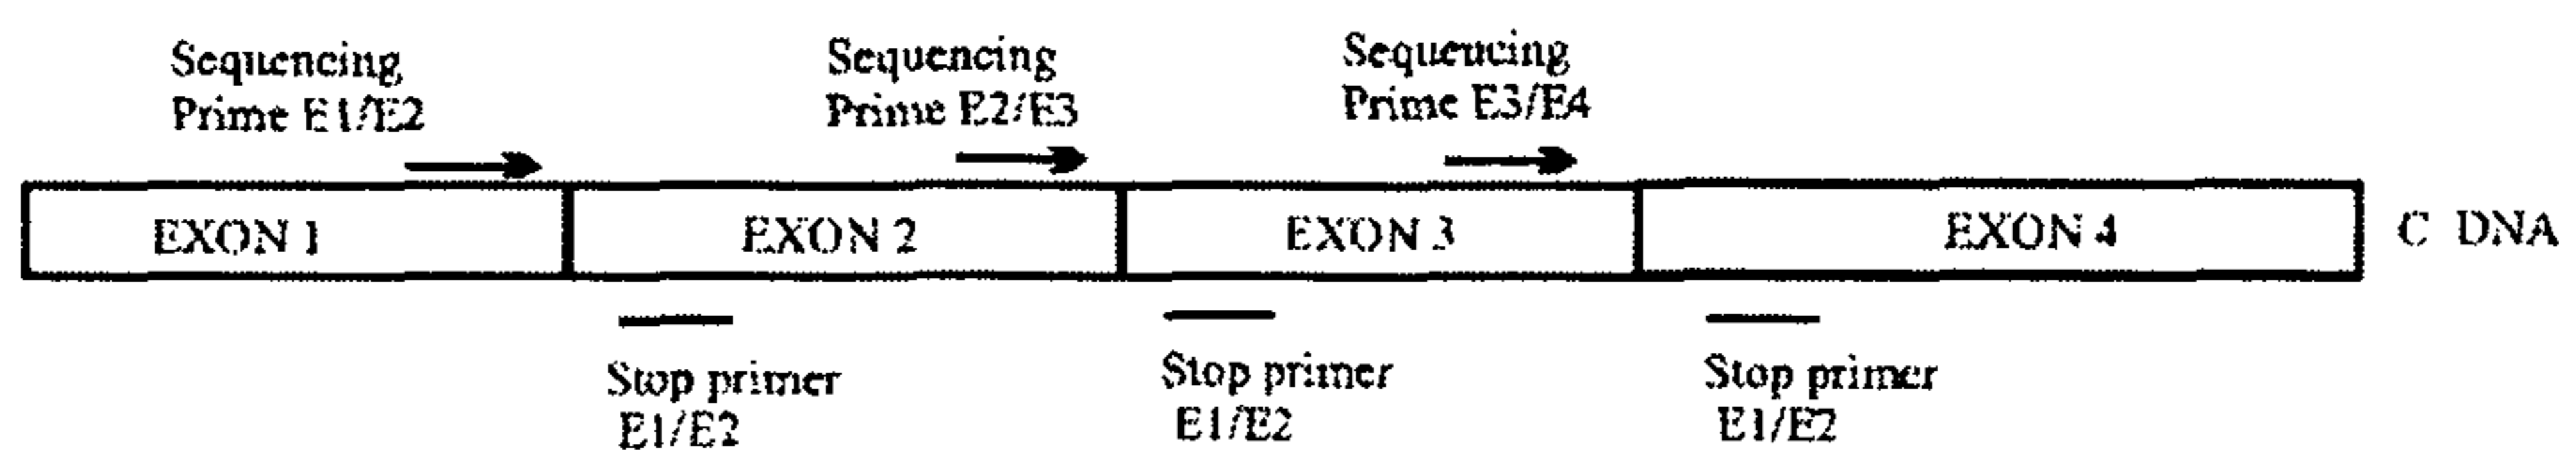 Sequencing
Prime E1/E2
Sequencing
Prime E2/E3
Sequencing
Prime E3/E4
EXON 1
EXON 2
EXON 3
EXON 4
C DNA
Stop primer
E1/E2
Stop primer
E1/E2
Stop primer
E1/E2